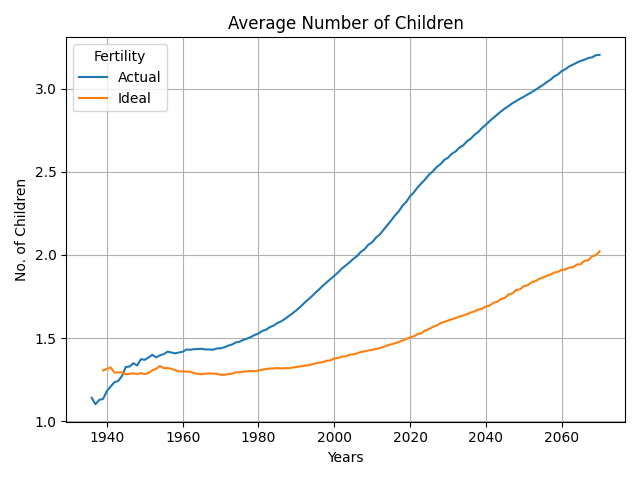 Average Number of Children
Fertility
Actual
Ideal
No. of Children
3.0
2.5
2.0
1.5
1.0
1940 1960 1980 2000 2020 2040 2060
Years